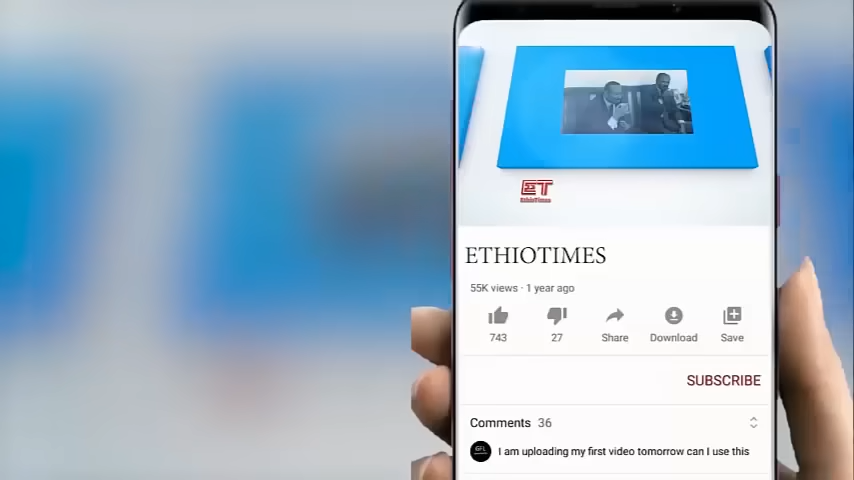 ET
EthioTimes
ETHIOTIMES
55K views · 1 year ago
743
27
Share
Download
Save
SUBSCRIBE
Comments 36
GFL
I am uploading my first video tomorrow can I use this